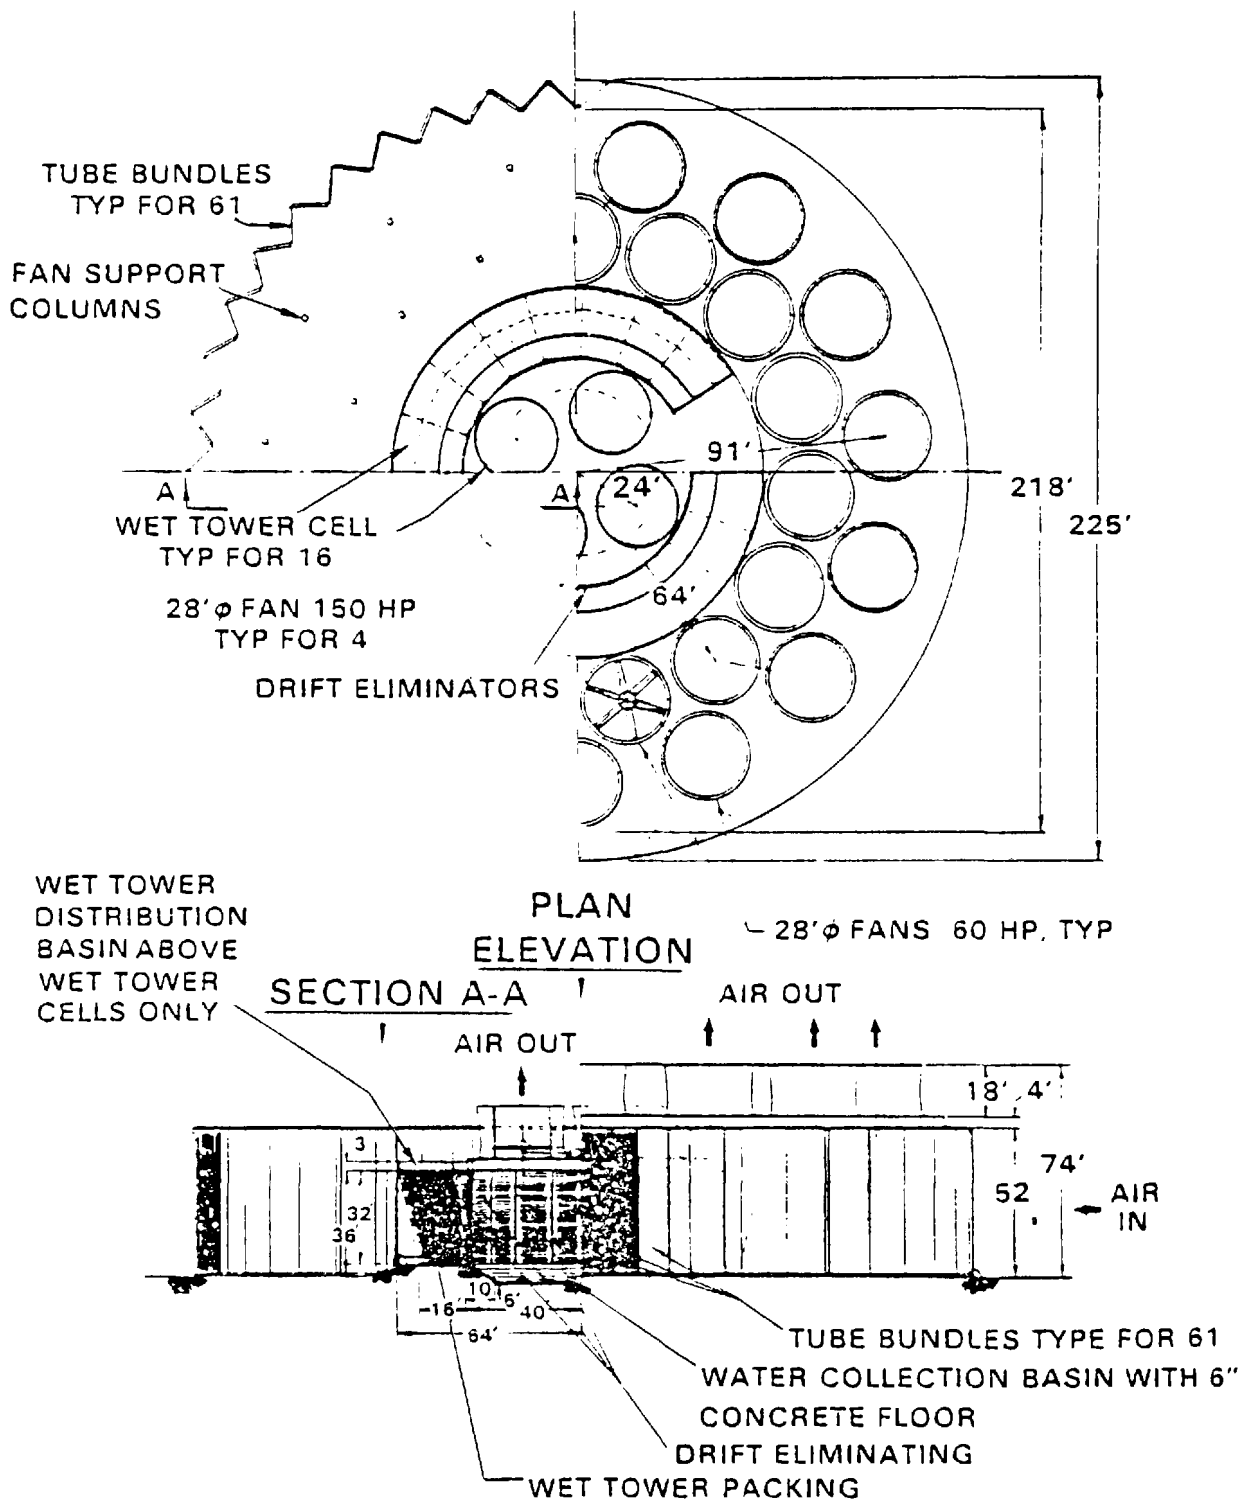 TUBE BUNDLES
TYP FOR 61
FAN SUPPORT
COLUMNS
91'
A
A
24'
218'
225'
WET TOWER CELL
TYP FOR 16
28'φ FAN 150 HP
TYP FOR 4
64'
DRIFT ELIMINATORS
WET TOWER
DISTRIBUTION
BASIN ABOVE
WET TOWER
CELLS ONLY
PLAN
ELEVATION
28'φ FANS 60 HP, TYP
SECTION A-A
AIR OUT
AIR OUT
18'
4'
3
74'
52
AIR
IN
32
36
10
6'
16
40
64'
TUBE BUNDLES TYPE FOR 61
WATER COLLECTION BASIN WITH 6"
CONCRETE FLOOR
DRIFT ELIMINATING
WET TOWER PACKING